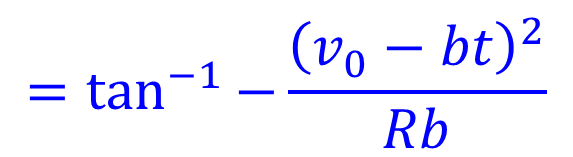 = tan⁻¹ − (v₀ − bt)² / Rb